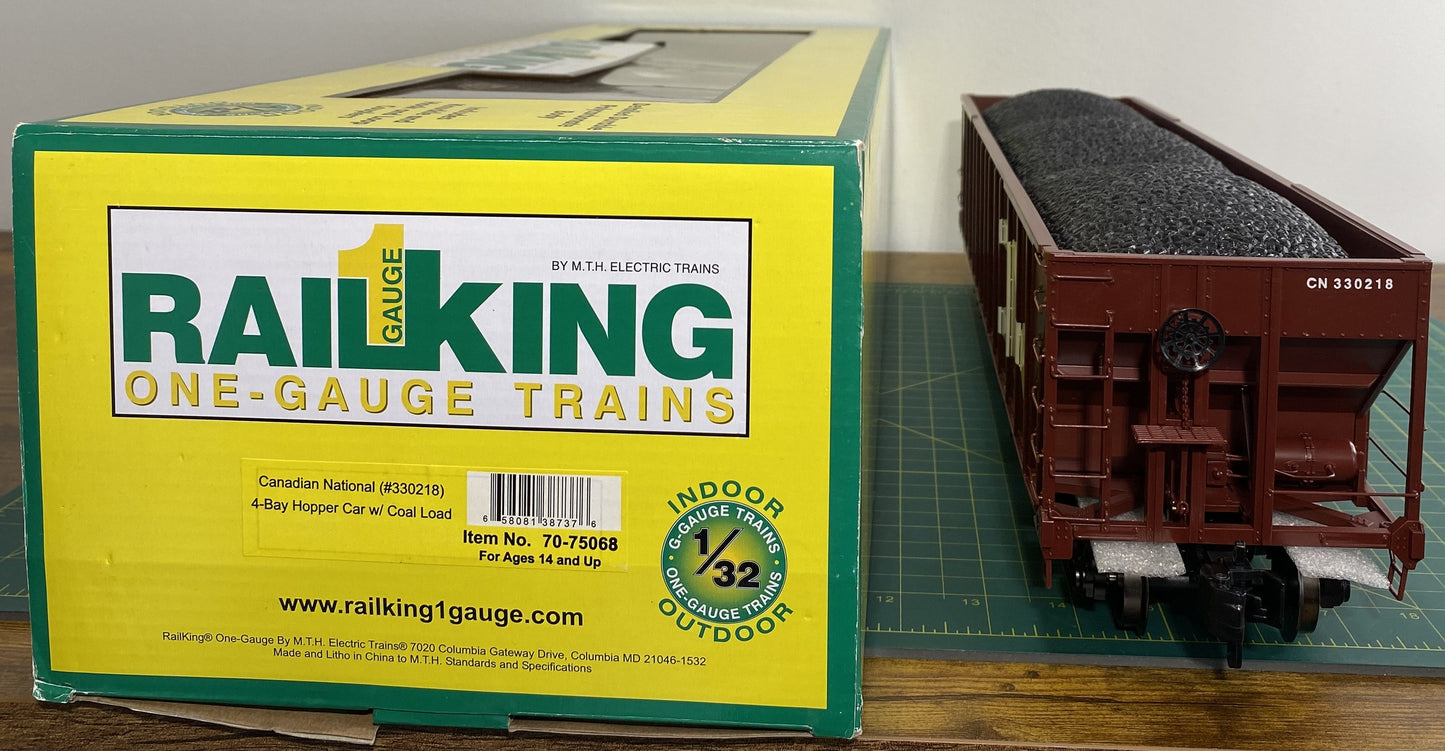 BY M.T.H. ELECTRIC TRAINS
1 GAUGE
RAILKING
ONE-GAUGE TRAINS
Canadian National (#330218)
4-Bay Hopper Car w/ Coal Load
6 58081 38737 6
Item No. 70-75068
For Ages 14 and Up
INDOOR
G-GAUGE TRAINS
1/32
ONE-GAUGE TRAINS
OUTDOOR
www.railking1gauge.com
RailKing® One-Gauge By M.T.H. Electric Trains® 7020 Columbia Gateway Drive, Columbia MD 21046-1532
Made and Litho in China to M.T.H. Standards and Specifications
CN 330218
12 13 14 18